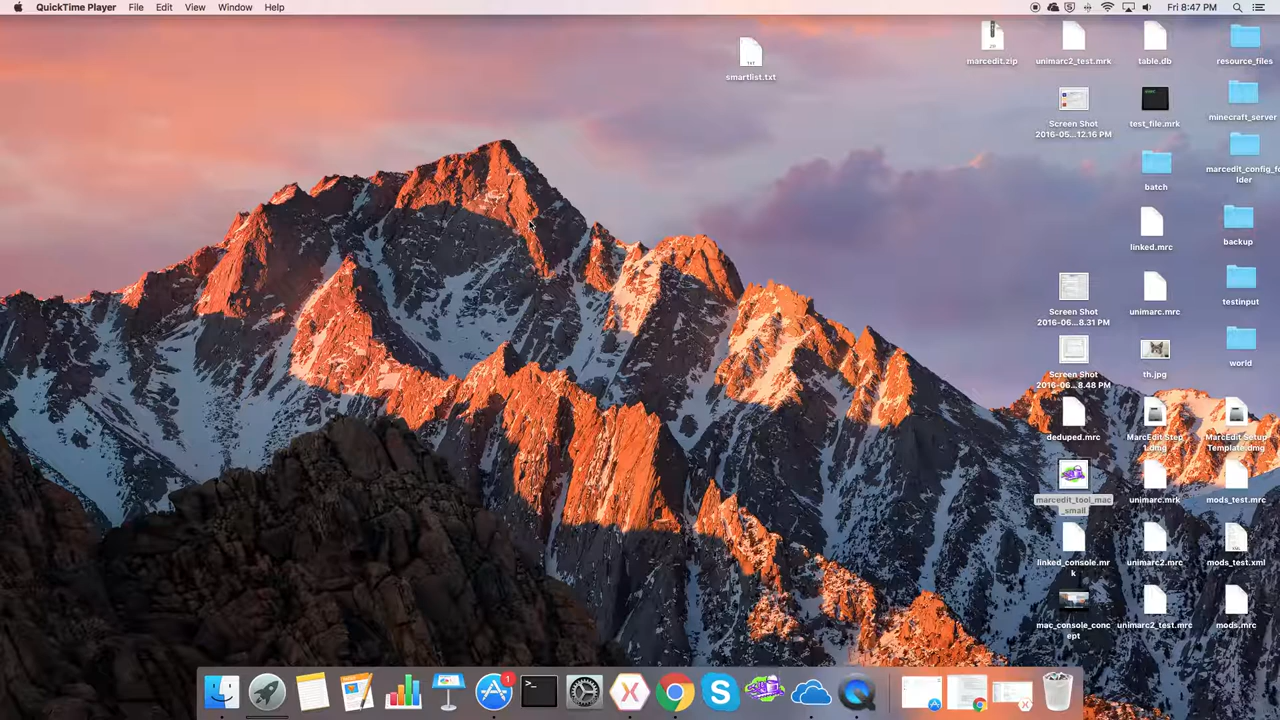 QuickTime Player File Edit View Window Help Fri 8:47 PM
smartlist.txt
marcedit.zip
unimarc2_test.mrk
table.db
resource_files
Screen Shot
2016-05...12.16 PM
test_file.mrk
minecraft_server
batch
marcedit_config_fo
lder
linked.mrc
backup
Screen Shot
2016-06...8.31 PM
unimarc.mrc
testinput
Screen Shot
2016-06...8.48 PM
th.jpg
world
deduped.mrc
MarcEdit Setup
Template.dmg
marcedit_tool_mac
_small
unimarc.mrk
mods_test.mrc
linked_console.mr
k
unimarc2.mrc
mods_test.xml
mac_console_conc
ept
unimarc2_test.mrc
mods.mrc
1